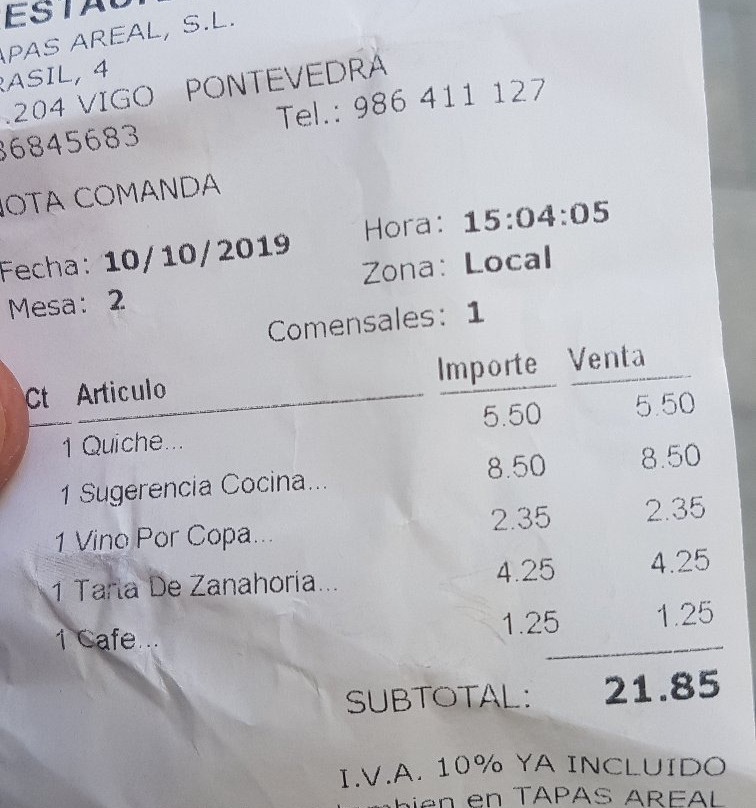 APAS AREAL, S.L.
RASIL, 4
204 VIGO PONTEVEDRA
36845683 Tel.: 986 411 127
NOTA COMANDA
Fecha: 10/10/2019 Hora: 15:04:05
Mesa: 2 Zona: Local
Comensales: 1
Ct Articulo Importe Venta
1 Quiche... 5.50 5.50
1 Sugerencia Cocina... 8.50 8.50
1 Vino Por Copa... 2.35 2.35
1 Tarta De Zanahoria... 4.25 4.25
1 Cafe... 1.25 1.25
SUBTOTAL: 21.85
I.V.A. 10% YA INCLUIDO
en TAPAS AREAL